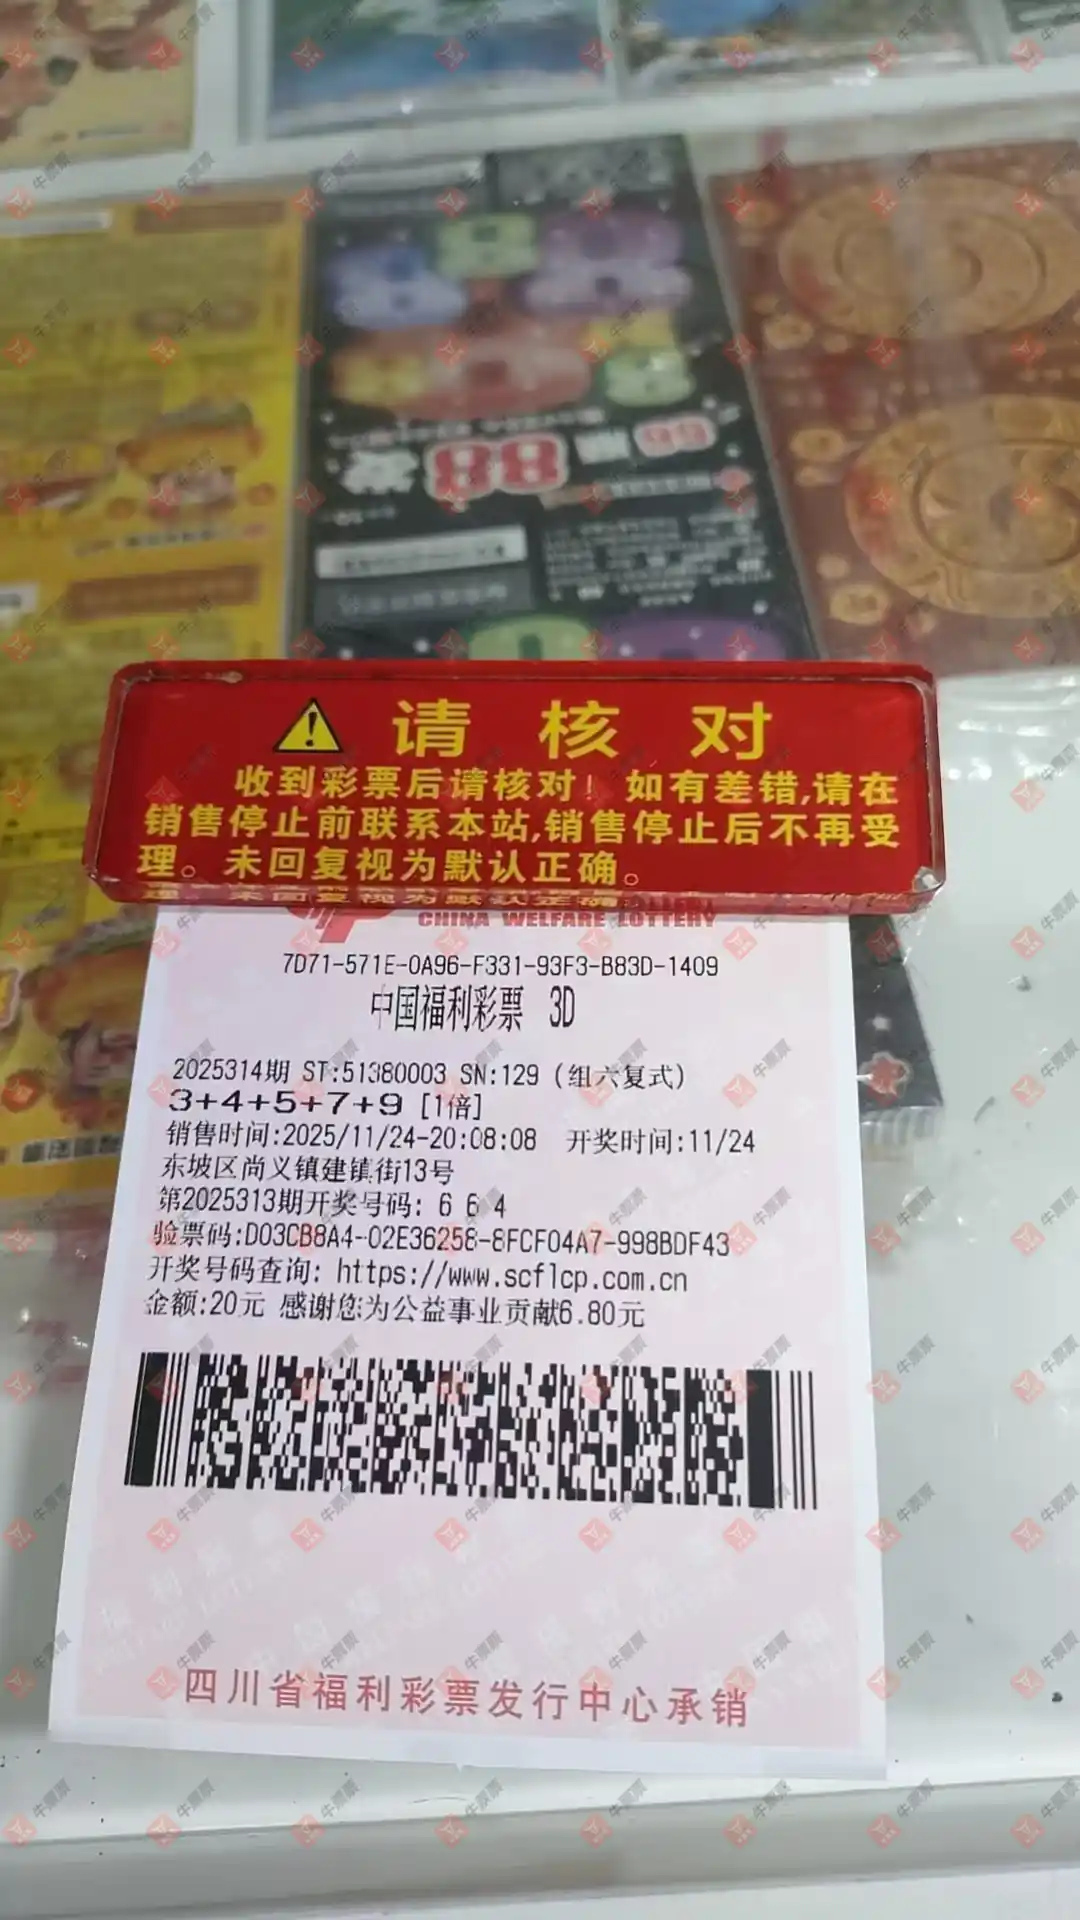 88
请核对
收到彩票后请核对！如有差错,请在
销售停止前联系本站,销售停止后不再受
理。未回复视为默认正确。
CHINA WELFARE LOTTERY
7D71-571E-0A96-F331-93F3-B83D-1409
中国福利彩票 3D
2025314期 ST:51380003 SN:129 (组六复式)
3+4+5+7+9 [1倍]
销售时间:2025/11/24-20:08:08 开奖时间:11/24
东坡区尚义镇建镇街13号
第2025313期开奖号码: 6 6 4
验票码:D03CB8A4-02E36258-8FCF04A7-998BDF43
开奖号码查询: https://www.scflcp.com.cn
金额:20元 感谢您为公益事业贡献6.80元
四川省福利彩票发行中心承销
牛票票